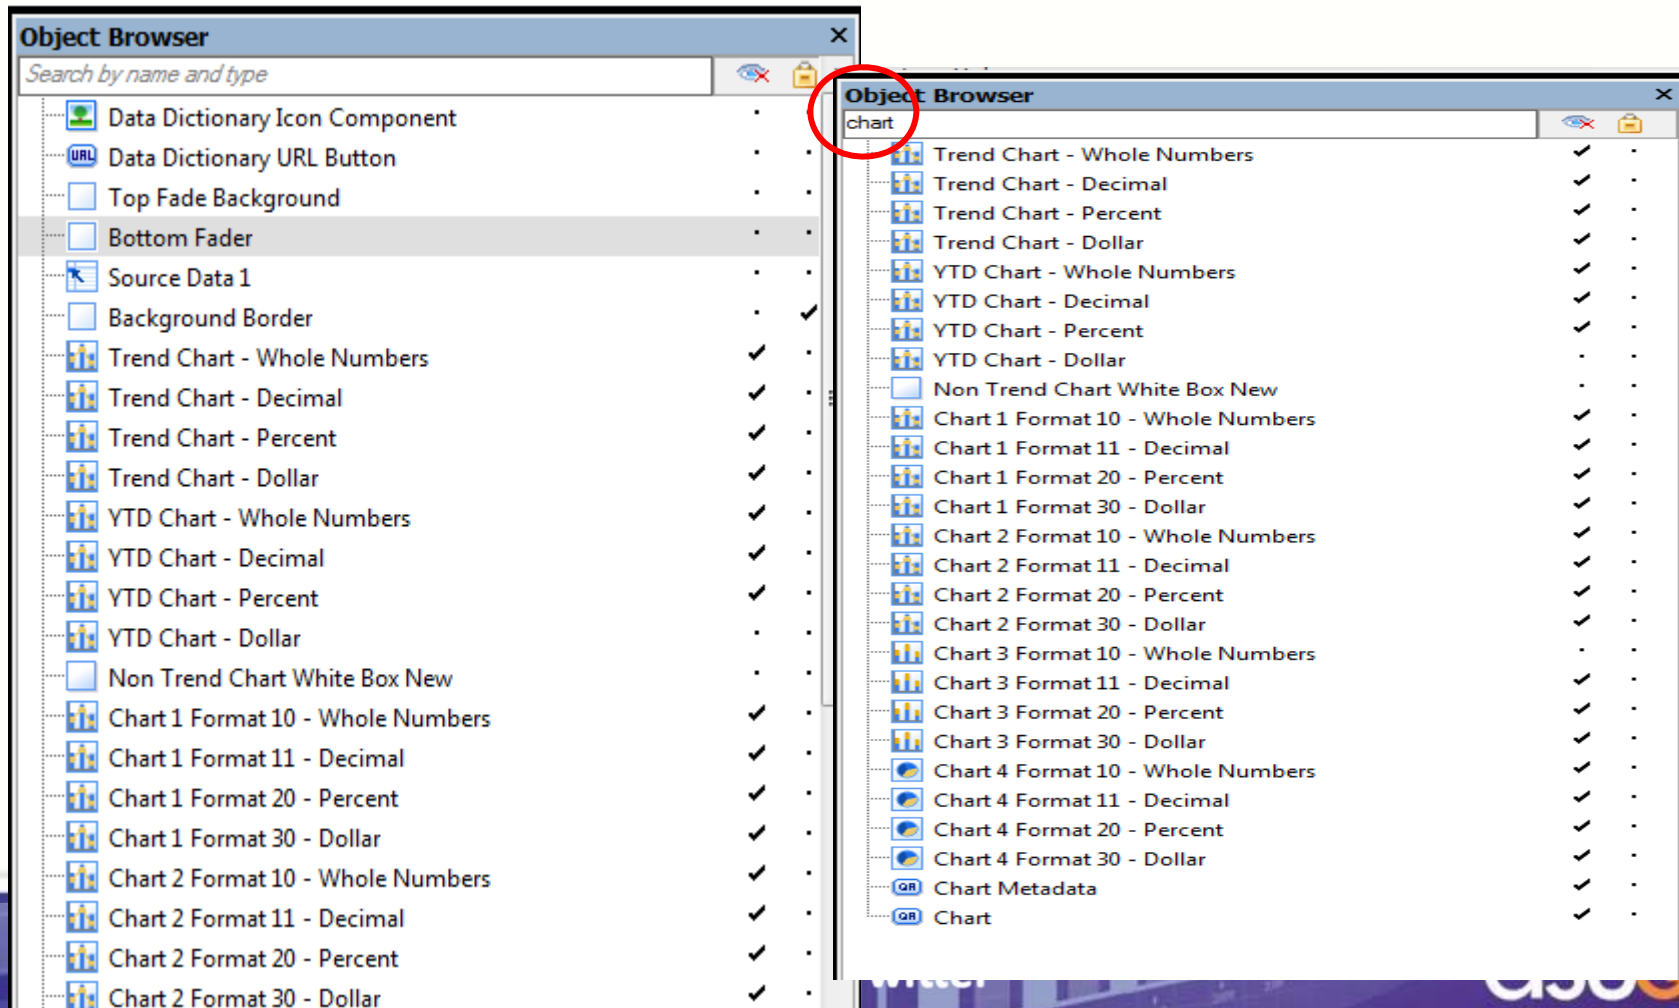 Object Browser
Search by name and type
Data Dictionary Icon Component
URL
Data Dictionary URL Button
Top Fade Background
Bottom Fader
Source Data 1
Background Border
Trend Chart - Whole Numbers
Trend Chart - Decimal
Trend Chart - Percent
Trend Chart - Dollar
YTD Chart - Whole Numbers
YTD Chart - Decimal
YTD Chart - Percent
YTD Chart - Dollar
Non Trend Chart White Box New
Chart 1 Format 10 - Whole Numbers
Chart 1 Format 11 - Decimal
Chart 1 Format 20 - Percent
Chart 1 Format 30 - Dollar
Chart 2 Format 10 - Whole Numbers
Chart 2 Format 11 - Decimal
Chart 2 Format 20 - Percent
Chart 2 Format 30 - Dollar
Object Browser
chart
Trend Chart - Whole Numbers
Trend Chart - Decimal
Trend Chart - Percent
Trend Chart - Dollar
YTD Chart - Whole Numbers
YTD Chart - Decimal
YTD Chart - Percent
YTD Chart - Dollar
Non Trend Chart White Box New
Chart 1 Format 10 - Whole Numbers
Chart 1 Format 11 - Decimal
Chart 1 Format 20 - Percent
Chart 1 Format 30 - Dollar
Chart 2 Format 10 - Whole Numbers
Chart 2 Format 11 - Decimal
Chart 2 Format 20 - Percent
Chart 2 Format 30 - Dollar
Chart 3 Format 10 - Whole Numbers
Chart 3 Format 11 - Decimal
Chart 3 Format 20 - Percent
Chart 3 Format 30 - Dollar
Chart 4 Format 10 - Whole Numbers
Chart 4 Format 11 - Decimal
Chart 4 Format 20 - Percent
Chart 4 Format 30 - Dollar
QR
Chart Metadata
QR
Chart